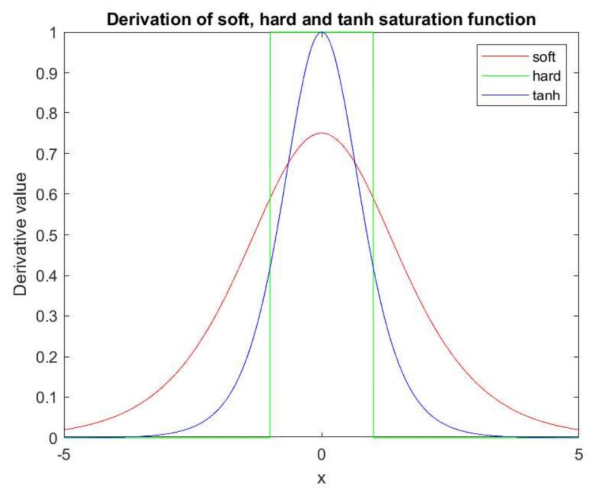 Derivation of soft, hard and tanh saturation function
1
0.9
0.8
0.7
0.6
0.5
0.4
0.3
0.2
0.1
0
Derivative value
soft
hard
tanh
-5
0
5
x